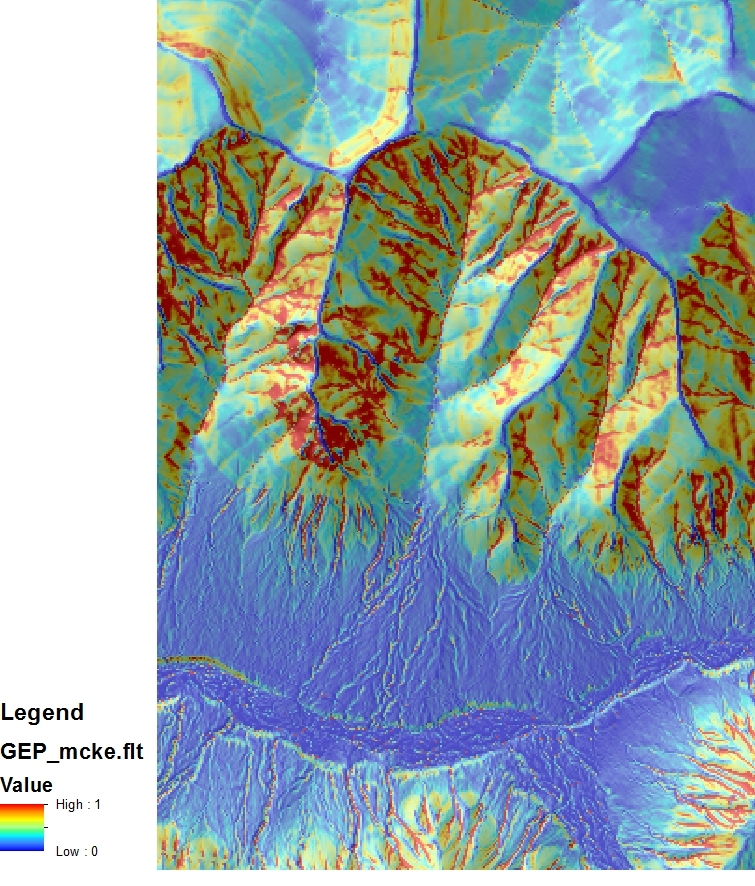 Legend
GEP_mcke.flt
Value
High : 1
Low : 0